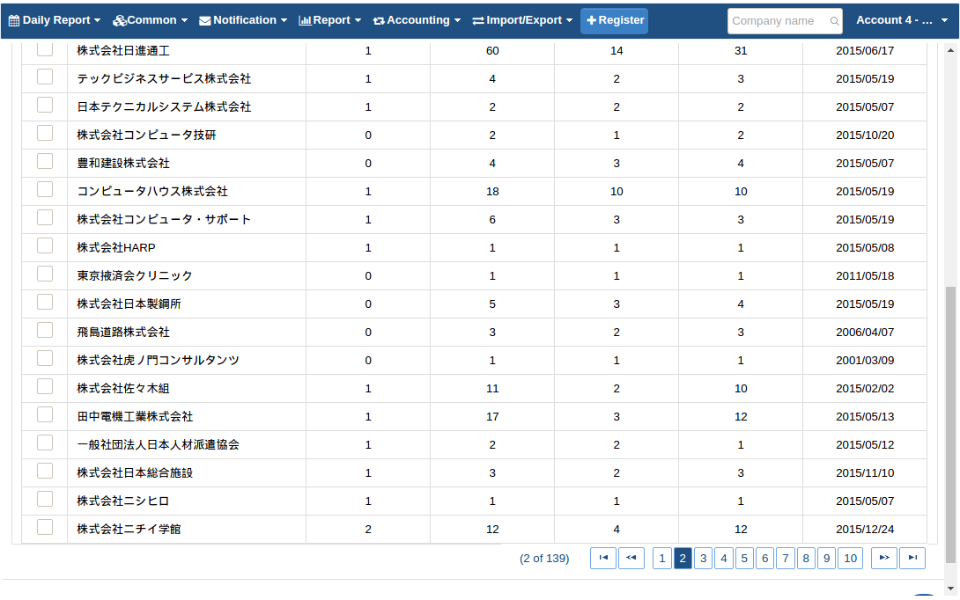 Daily Report Common Notification Report Accounting Import/Export Register Company name Account 4 - ...
株式会社日進通工 1 60 14 31 2015/06/17
テックビジネスサービス株式会社 1 4 2 3 2015/05/19
日本テクニカルシステム株式会社 1 2 2 2 2015/05/07
株式会社コンピュータ技研 0 2 1 2 2015/10/20
豊和建設株式会社 0 4 3 4 2015/05/07
コンピュータハウス株式会社 1 18 10 10 2015/05/19
株式会社コンピュータ・サポート 1 6 3 3 2015/05/19
株式会社HARP 1 1 1 1 2015/05/08
東京掖済会クリニック 0 1 1 1 2011/05/18
株式会社日本製鋼所 0 5 3 4 2015/05/19
飛島道路株式会社 0 3 2 3 2006/04/07
株式会社虎ノ門コンサルタンツ 0 1 1 1 2001/03/09
株式会社佐々木組 1 11 2 10 2015/02/02
田中電機工業株式会社 1 17 3 12 2015/05/13
一般社団法人日本人材派遣協会 1 2 2 1 2015/05/12
株式会社日本総合施設 1 3 2 3 2015/11/10
株式会社ニシヒロ 1 1 1 1 2015/05/07
株式会社ニチイ学館 2 12 4 12 2015/12/24
(2 of 139) 1 2 3 4 5 6 7 8 9 10